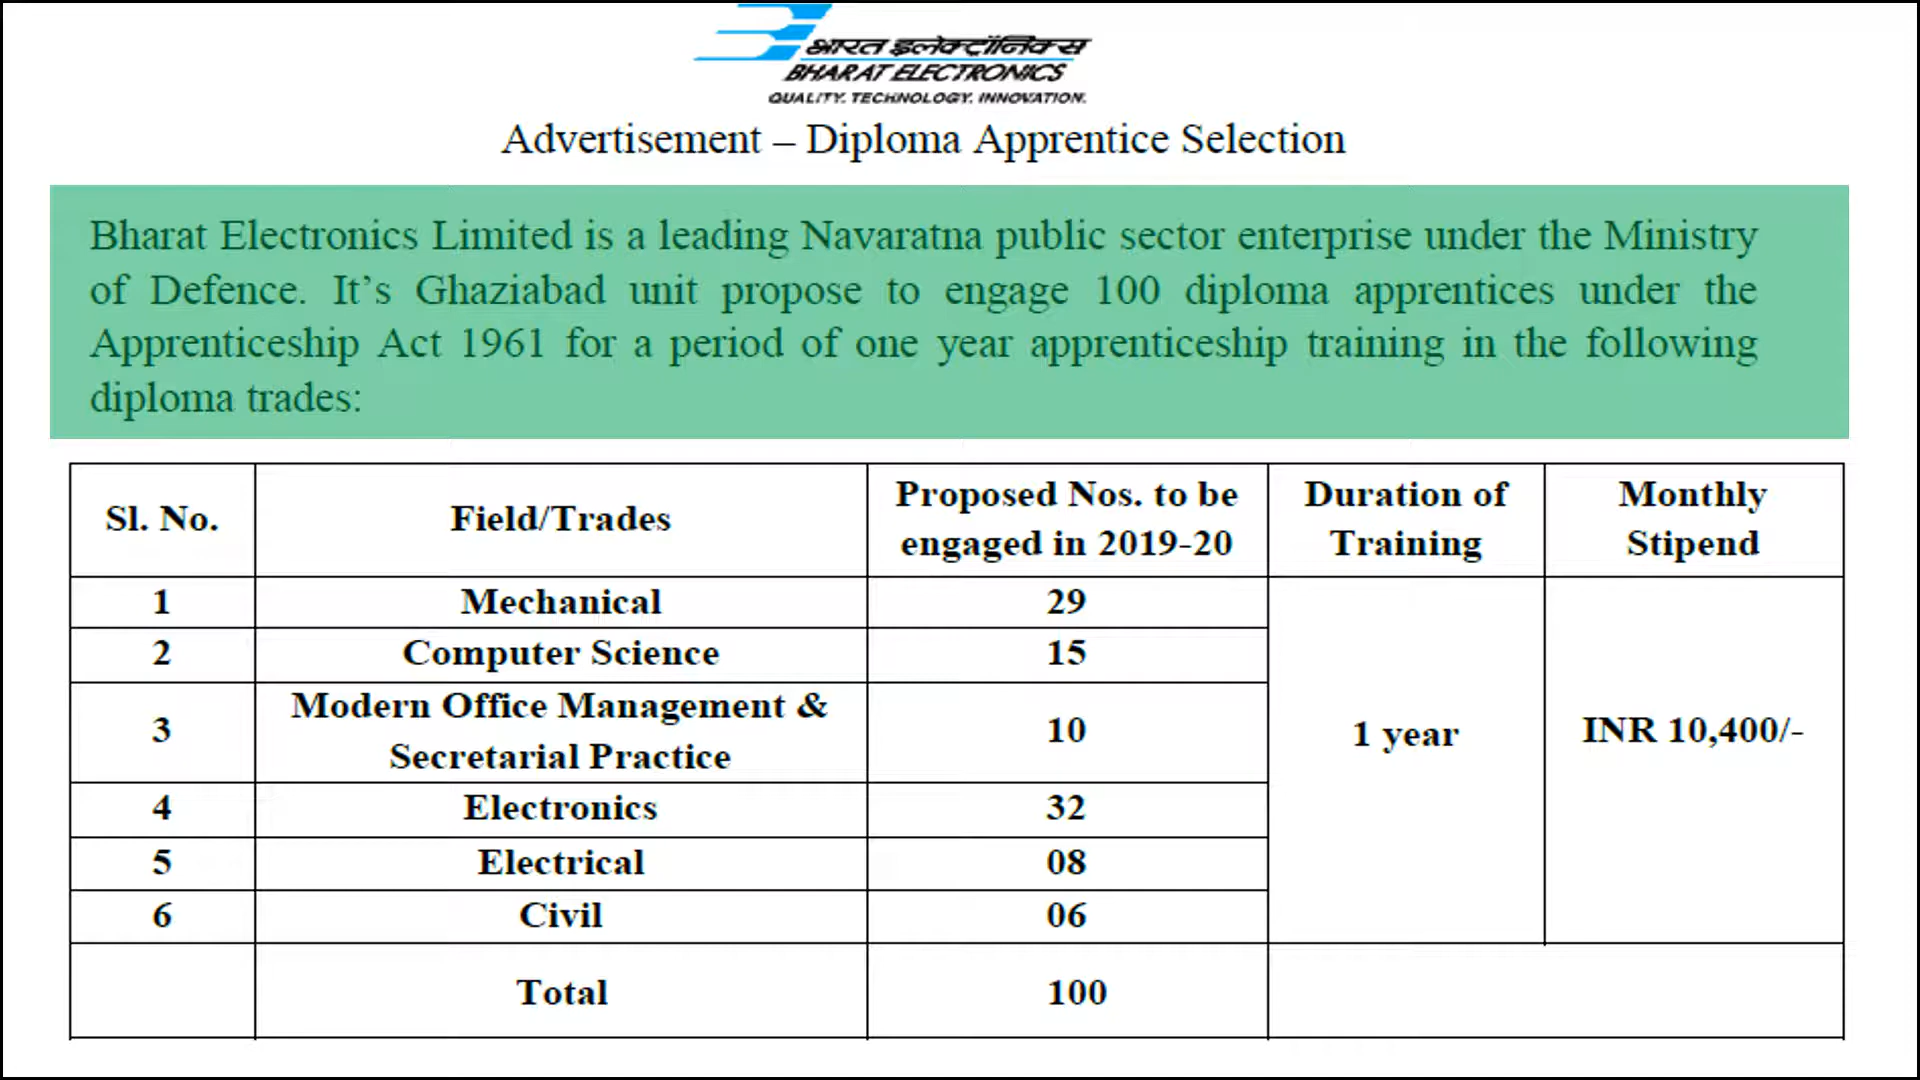 भारत इलेक्ट्रॉनिक्स
BHARAT ELECTRONICS
QUALITY. TECHNOLOGY. INNOVATION.
Advertisement – Diploma Apprentice Selection
Bharat Electronics Limited is a leading Navaratna public sector enterprise under the Ministry
of Defence. It’s Ghaziabad unit propose to engage 100 diploma apprentices under the
Apprenticeship Act 1961 for a period of one year apprenticeship training in the following
diploma trades:
Sl. No. Field/Trades Proposed Nos. to be engaged in 2019-20 Duration of Training Monthly Stipend
1 Mechanical 29
2 Computer Science 15
3 Modern Office Management & Secretarial Practice 10 1 year INR 10,400/-
4 Electronics 32
5 Electrical 08
6 Civil 06
Total 100